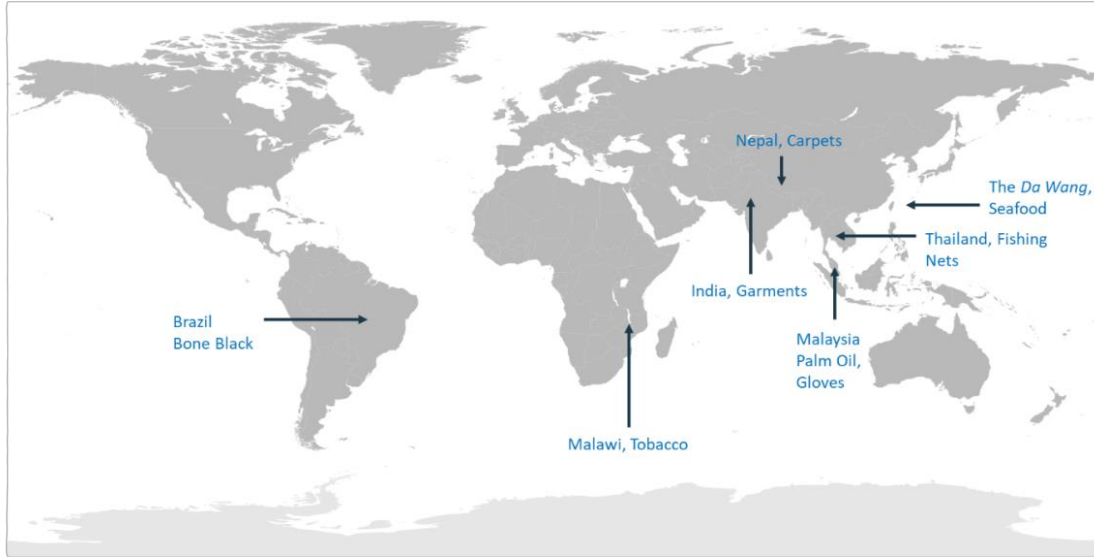 Nepal, Carpets
The Da Wang,
Seafood
Thailand, Fishing
Nets
India, Garments
Brazil
Bone Black
Malaysia
Palm Oil,
Gloves
Malawi, Tobacco